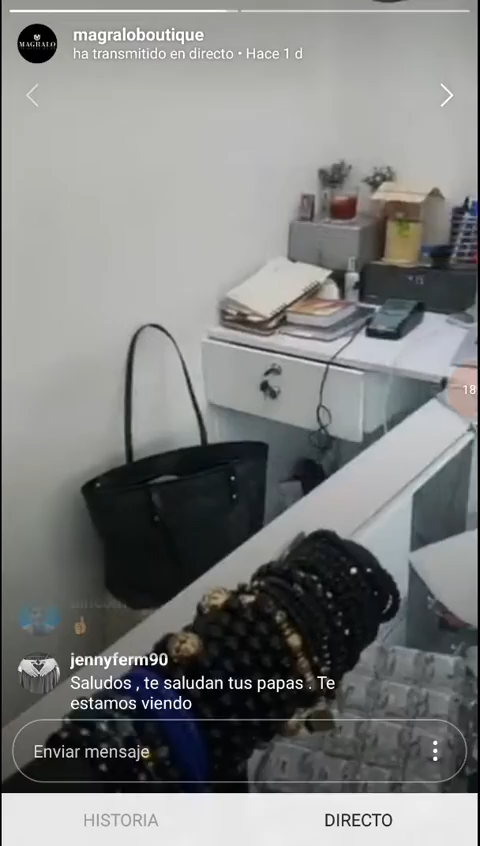 MAGRALO
magraloboutique
ha transmitido en directo • Hace 1 d
18
jennyferm90
Saludos , te saludan tus papas . Te
estamos viendo
Enviar mensaje
HISTORIA
DIRECTO